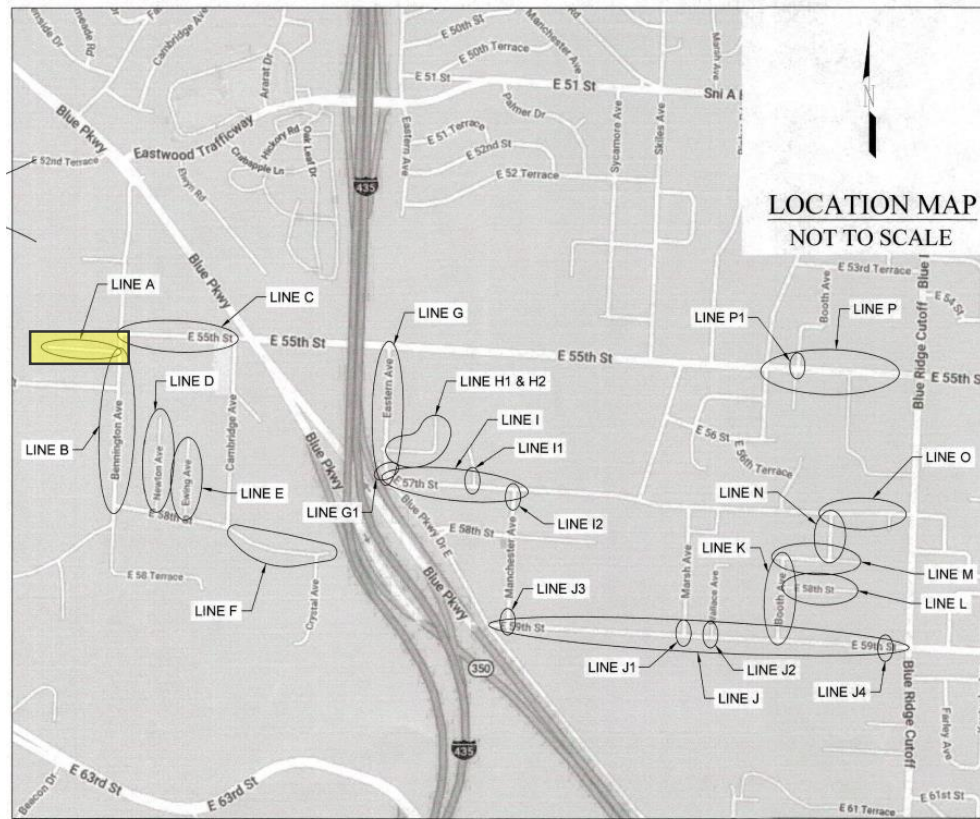 Cambridge Ave
Ararat Dr
Manchester Ave
E 50th St
E 50th Terrace
Marsh Ave
E 51 St
E 51 St
Sni A
Blue Pkwy
Hickory Rd
Oak Leaf Dr
Palmer Dr
Eastwood Trafficway
Crabapple Ln
Eastern Ave
E 51 Terrace
E 52nd St
E 52 Terrace
Sycamore Ave
Skiles Ave
E 52nd Terrace
Elwyn Rd
435
N
LOCATION MAP
NOT TO SCALE
E 53rd Terrace
Booth Ave
E 54 St
LINE A
LINE C
Blue Pkwy
LINE G
LINE P1
LINE P
Blue Ridge Cutoff
E 55th St
E 55th St
E 55th St
E 55th St
LINE D
Eastern Ave
LINE H1 & H2
LINE I
LINE I1
E 56 St
E 56th Terrace
LINE B
Bennington Ave
Newton Ave
Ewing Ave
Cambridge Ave
Blue Pkwy
LINE O
LINE N
LINE E
LINE G1
E 57th St
LINE I2
E 58th St
Blue Pkwy Dr E
E 58th St
Manchester Ave
LINE K
LINE M
Marsh Ave
Wallace Ave
Booth Ave
E 58th St
LINE L
E 58 Terrace
LINE F
Crystal Ave
Blue Pkwy
LINE J3
E 59th St
E 59th St
350
LINE J1
LINE J2
LINE J
LINE J4
Blue Ridge Cutoff
Farley Ave
435
E 63rd St
E 63rd St
Beacon Dr
E 61st St
E 61 Terrace